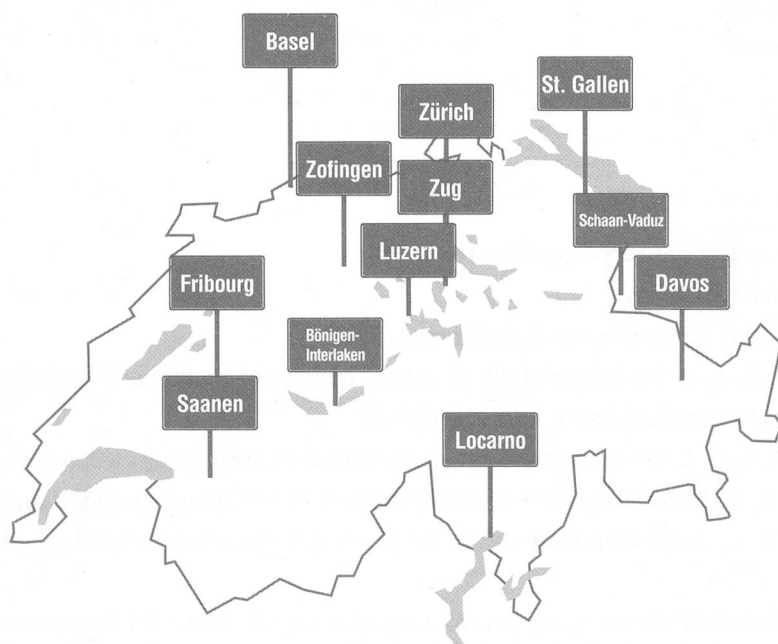 Basel
St. Gallen
Zürich
Zofingen
Zug
Schaan-Vaduz
Luzern
Fribourg
Davos
Bönigen-
Interlaken
Saanen
Locarno